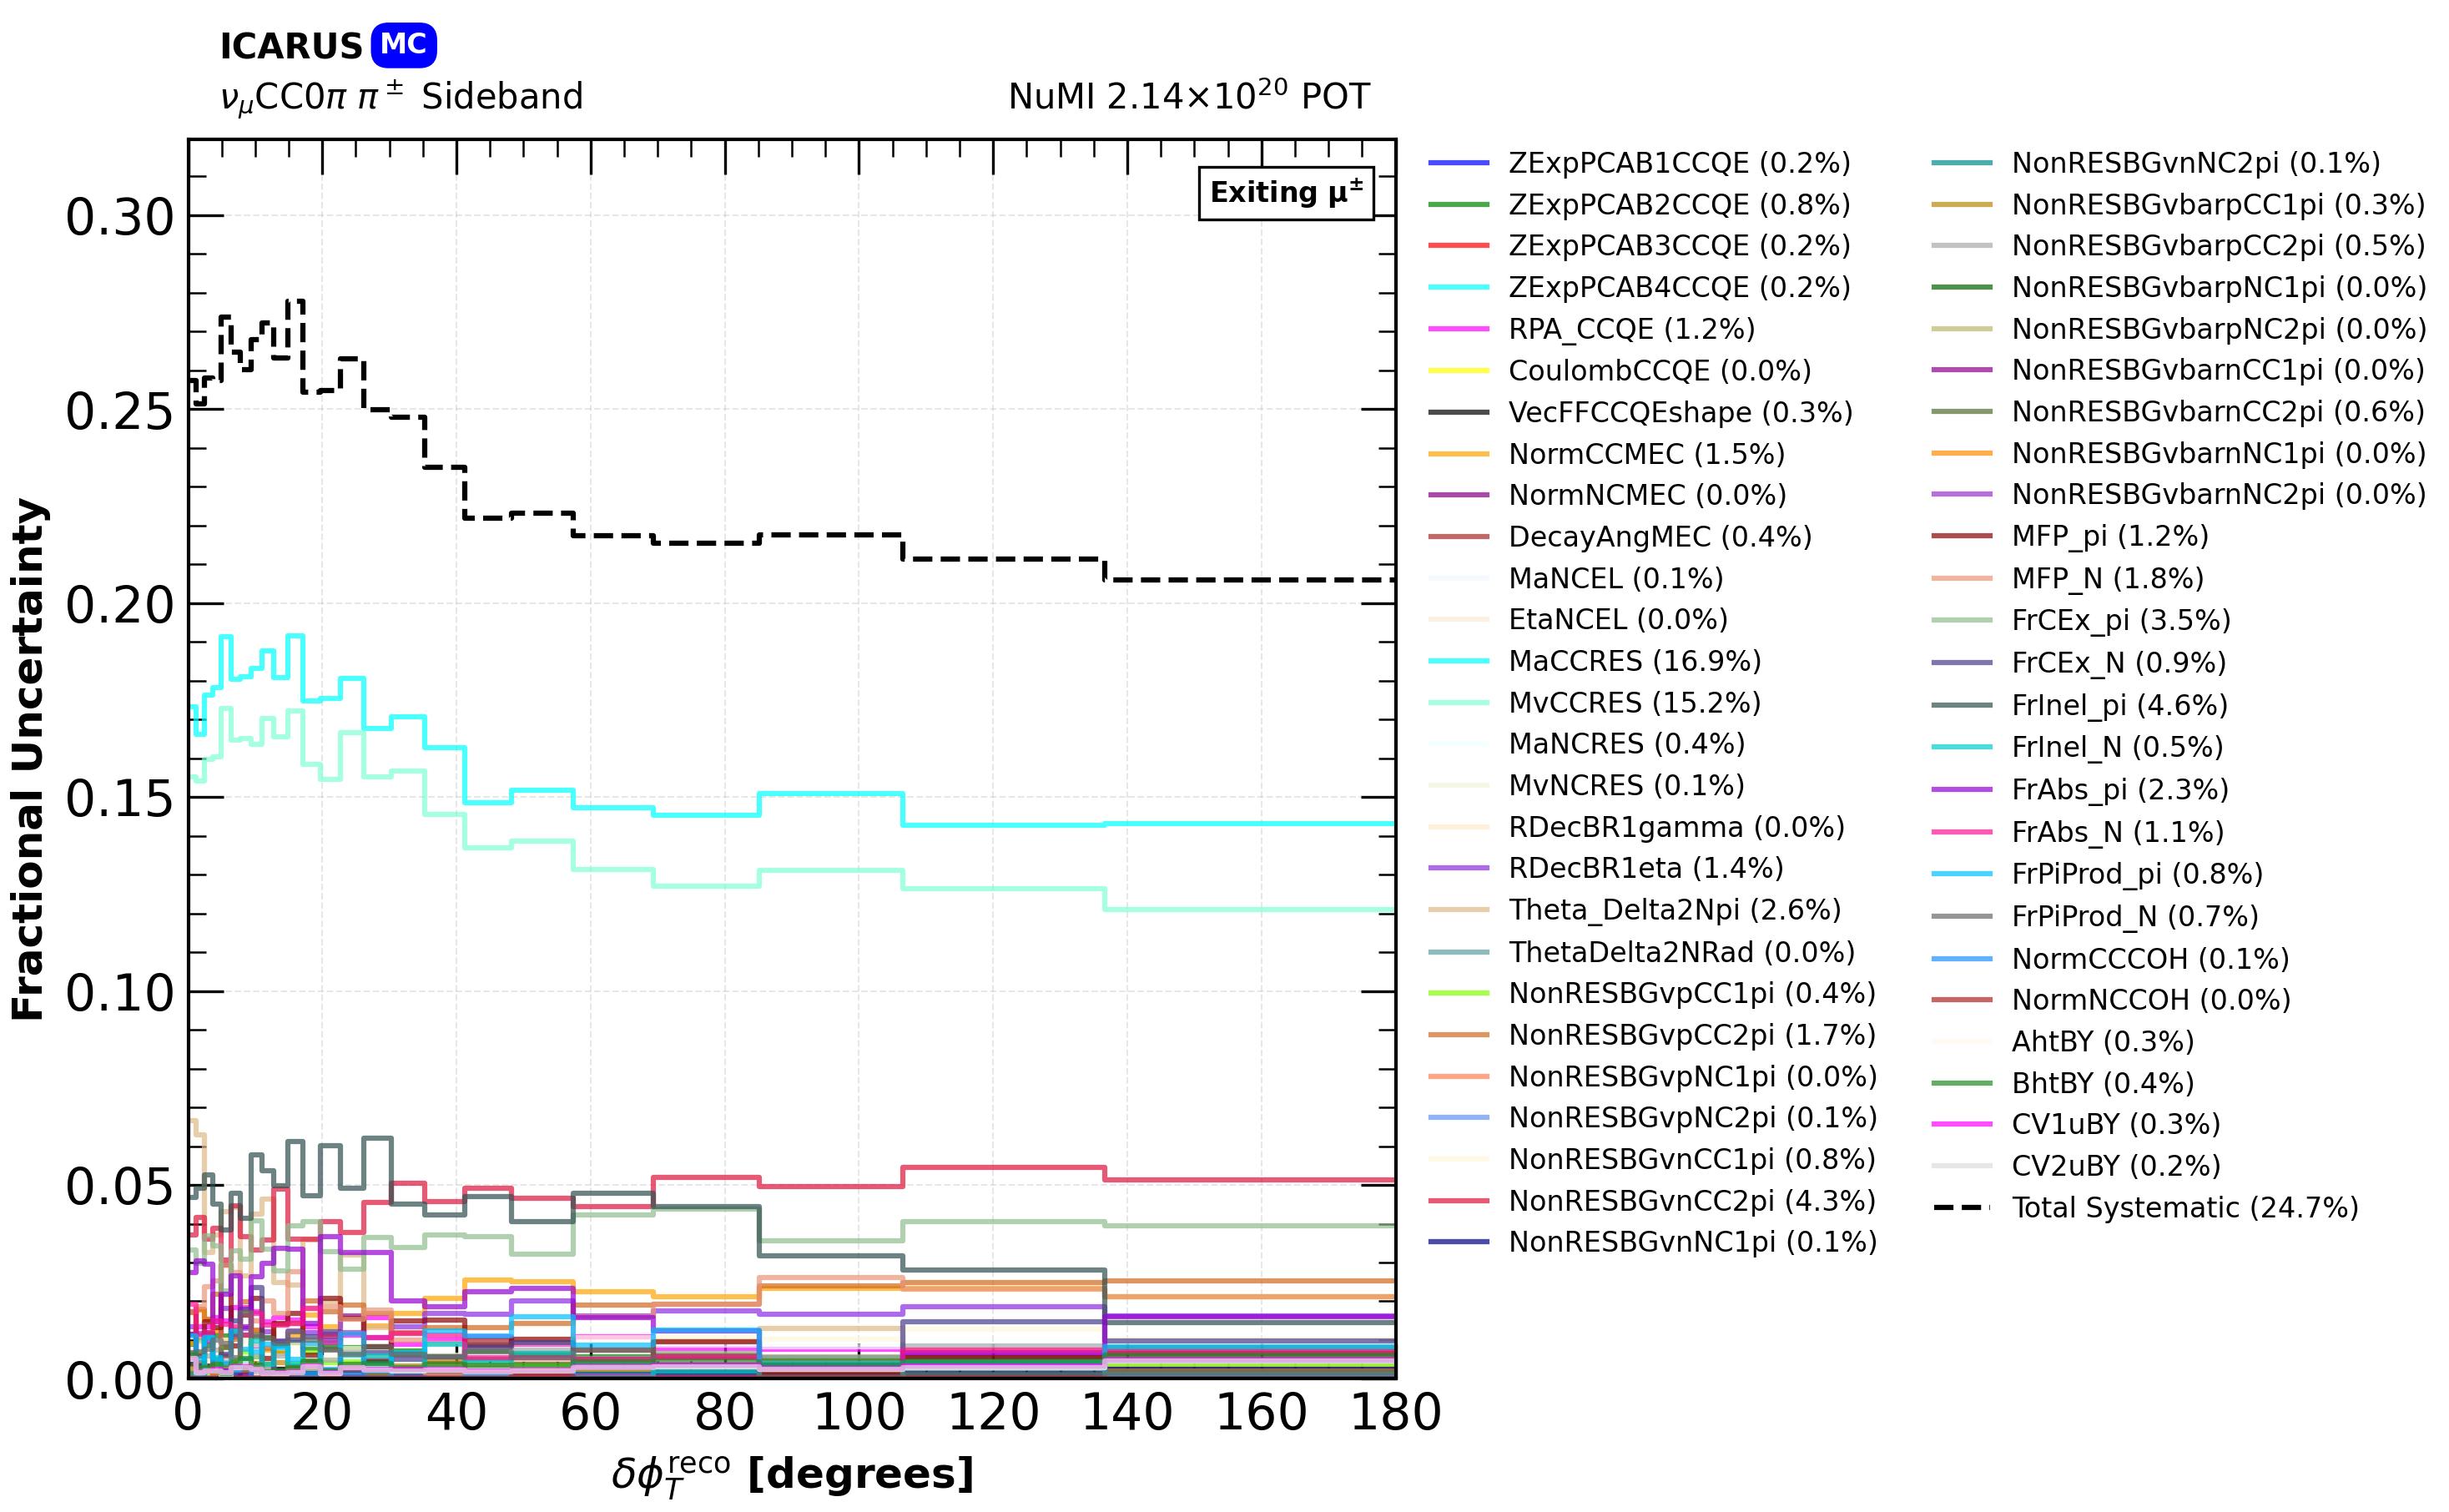 ICARUS MC
νμCC0π π± Sideband
NuMI 2.14×10²⁰ POT
Exiting μ±
Fractional Uncertainty
0.30
0.25
0.20
0.15
0.10
0.05
0.00
0 20 40 60 80 100 120 140 160 180
δϕ_T^reco [degrees]
ZExpPCAB1CCQE (0.2%)
ZExpPCAB2CCQE (0.8%)
ZExpPCAB3CCQE (0.2%)
ZExpPCAB4CCQE (0.2%)
RPA_CCQE (1.2%)
CoulombCCQE (0.0%)
VecFFCCQEshape (0.3%)
NormCCMEC (1.5%)
NormNCMEC (0.0%)
DecayAngMEC (0.4%)
MaNCEL (0.1%)
EtaNCEL (0.0%)
MaCCRES (16.9%)
MvCCRES (15.2%)
MaNCRES (0.4%)
MvNCRES (0.1%)
RDecBR1gamma (0.0%)
RDecBR1eta (1.4%)
Theta_Delta2Npi (2.6%)
ThetaDelta2NRad (0.0%)
NonRESBGvpCC1pi (0.4%)
NonRESBGvpCC2pi (1.7%)
NonRESBGvpNC1pi (0.0%)
NonRESBGvpNC2pi (0.1%)
NonRESBGvnCC1pi (0.8%)
NonRESBGvnCC2pi (4.3%)
NonRESBGvnNC1pi (0.1%)
NonRESBGvnNC2pi (0.1%)
NonRESBGvbarpCC1pi (0.3%)
NonRESBGvbarpCC2pi (0.5%)
NonRESBGvbarpNC1pi (0.0%)
NonRESBGvbarpNC2pi (0.0%)
NonRESBGvbarnCC1pi (0.0%)
NonRESBGvbarnCC2pi (0.6%)
NonRESBGvbarnNC1pi (0.0%)
NonRESBGvbarnNC2pi (0.0%)
MFP_pi (1.2%)
MFP_N (1.8%)
FrCEx_pi (3.5%)
FrCEx_N (0.9%)
FrInel_pi (4.6%)
FrInel_N (0.5%)
FrAbs_pi (2.3%)
FrAbs_N (1.1%)
FrPiProd_pi (0.8%)
FrPiProd_N (0.7%)
NormCCCOH (0.1%)
NormNCCOH (0.0%)
AhtBY (0.3%)
BhtBY (0.4%)
CV1uBY (0.3%)
CV2uBY (0.2%)
Total Systematic (24.7%)